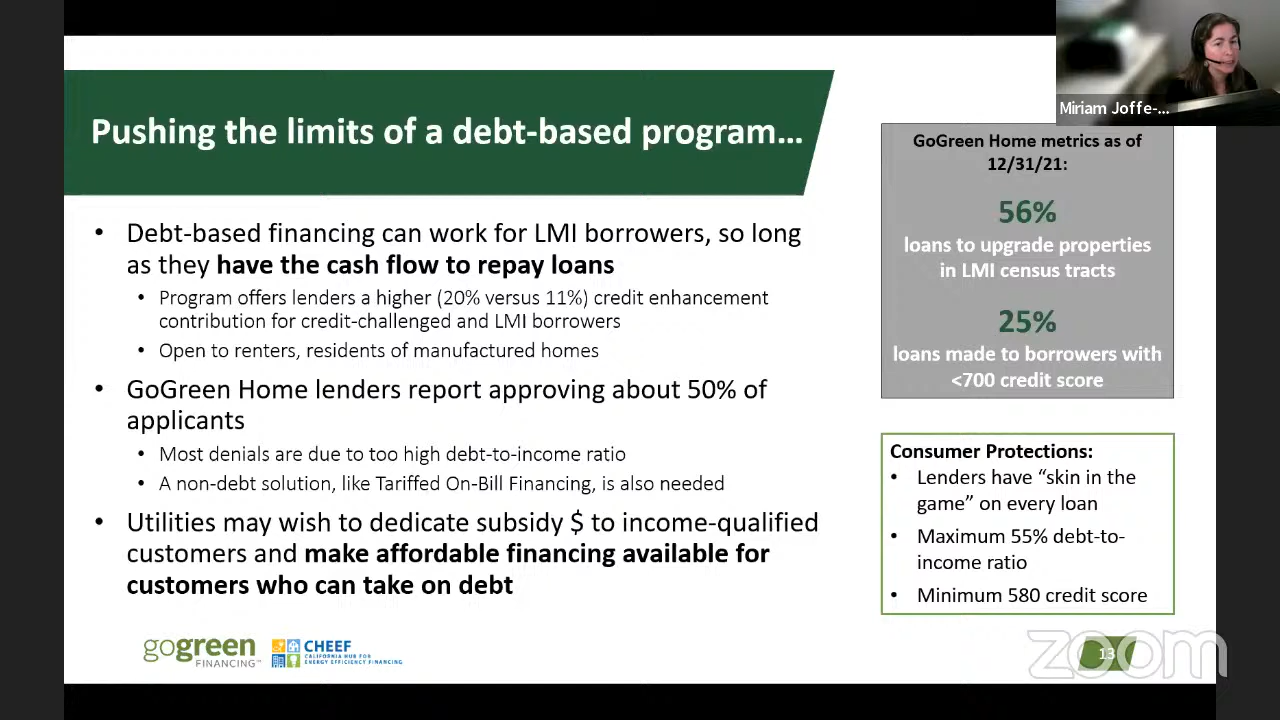 Miriam Joffe-...
Pushing the limits of a debt-based program...
• Debt-based financing can work for LMI borrowers, so long
as they have the cash flow to repay loans
• Program offers lenders a higher (20% versus 11%) credit enhancement
contribution for credit-challenged and LMI borrowers
• Open to renters, residents of manufactured homes
• GoGreen Home lenders report approving about 50% of
applicants
• Most denials are due to too high debt-to-income ratio
• A non-debt solution, like Tariffed On-Bill Financing, is also needed
• Utilities may wish to dedicate subsidy $ to income-qualified
customers and make affordable financing available for
customers who can take on debt
GoGreen Home metrics as of
12/31/21:
56%
loans to upgrade properties
in LMI census tracts
25%
loans made to borrowers with
<700 credit score
Consumer Protections:
• Lenders have “skin in the
game” on every loan
• Maximum 55% debt-to-
income ratio
• Minimum 580 credit score
gogreen
FINANCING™
CHEEF
CALIFORNIA HUB FOR
ENERGY EFFICIENCY FINANCING
13
zoom